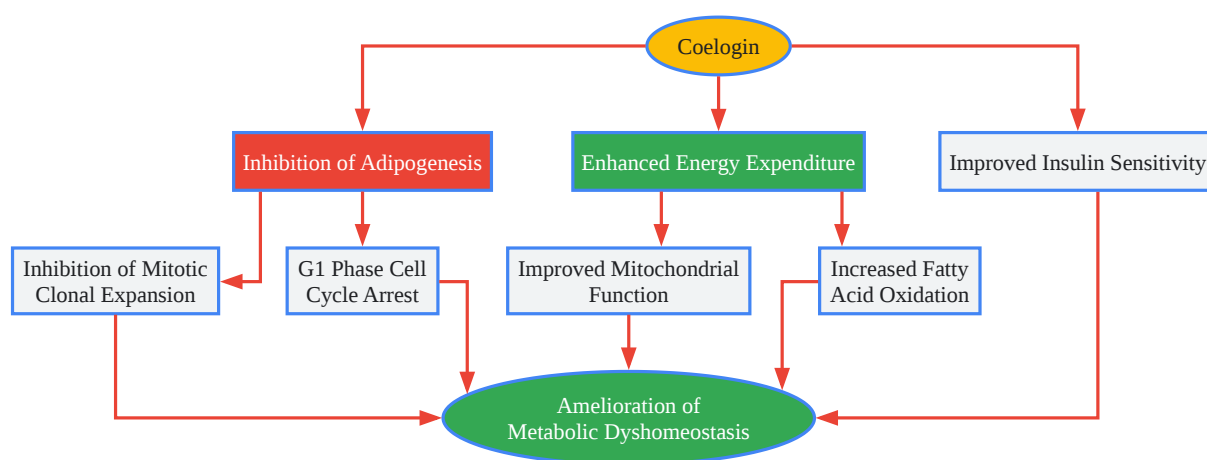 Coelogin
Inhibition of Adipogenesis
Enhanced Energy Expenditure
Improved Insulin Sensitivity
Inhibition of Mitotic
Clonal Expansion
G1 Phase Cell
Cycle Arrest
Improved Mitochondrial
Function
Increased Fatty
Acid Oxidation
Amelioration of
Metabolic Dyshomeostasis